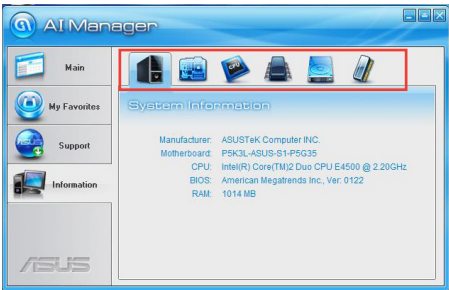 AI Manager
Main
My Favorites
Support
Information
CPU
System Information
Manufacturer: ASUSTeK Computer INC.
Motherboard: P5K3L-ASUS-S1-P5G35
CPU: Intel(R) Core(TM)2 Duo CPU E4500 @ 2.20GHz
BIOS: American Megatrends Inc., Ver: 0122
RAM: 1014 MB
ASUS